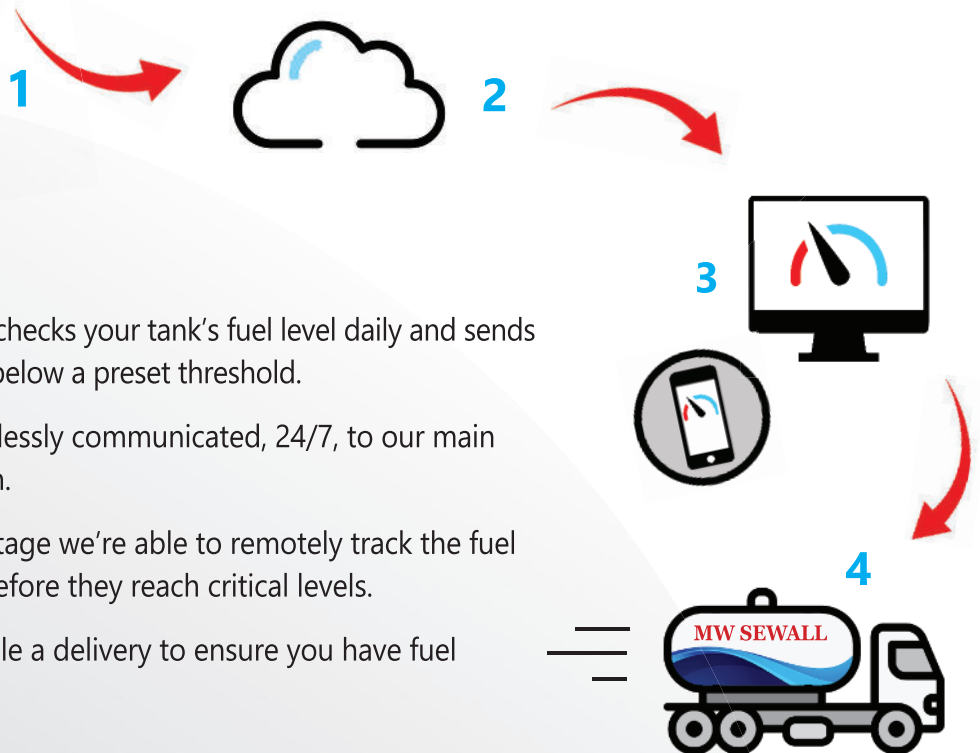 1
2
3
checks your tank's fuel level daily and sends
below a preset threshold.
lessly communicated, 24/7, to our main
n.
tage we're able to remotely track the fuel
efore they reach critical levels.
4
le a delivery to ensure you have fuel
MW SEWALL